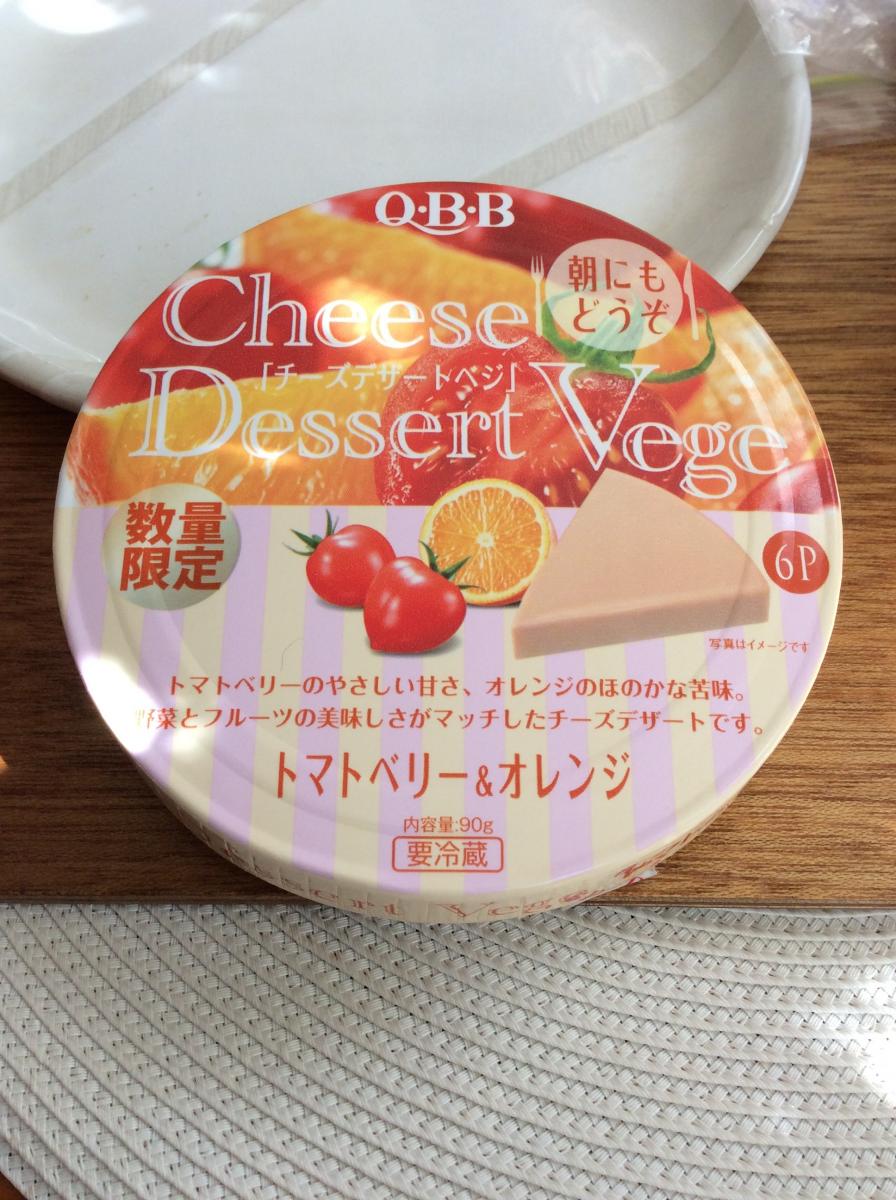 Q·B·B
朝にも
どうぞ
Cheese
「チーズデザートベジ」
Dessert Vege
数量
限定
6P
写真はイメージです
トマトベリーのやさしい甘さ、オレンジのほのかな苦味。
野菜とフルーツの美味しさがマッチしたチーズデザートです。
トマトベリー&オレンジ
内容量:90g
要冷蔵
Dessert Vege